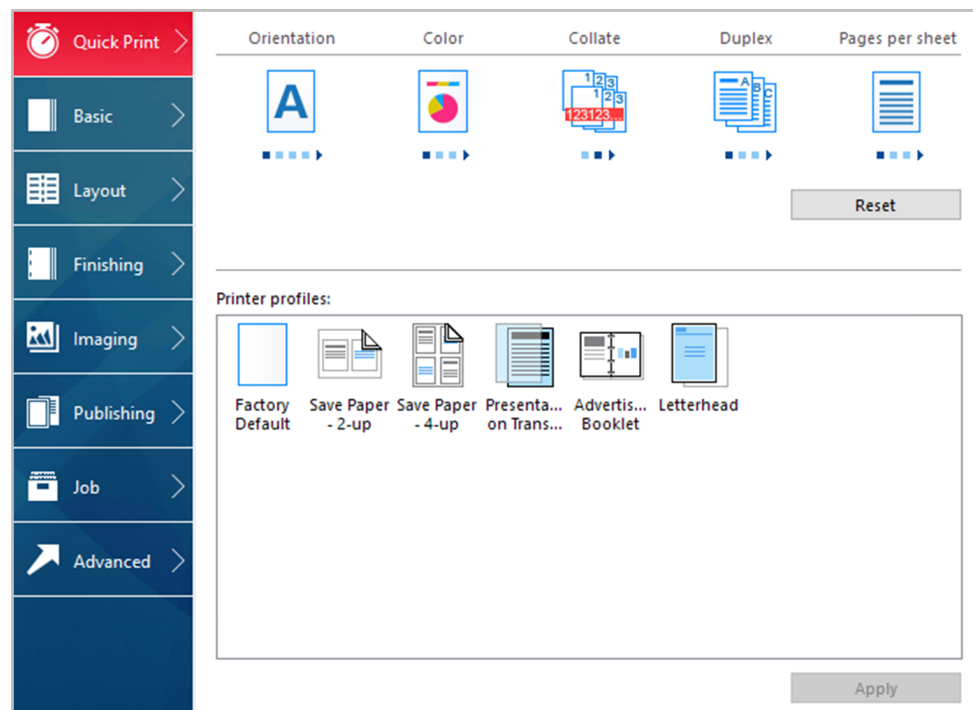 Quick Print
Basic
Layout
Finishing
Imaging
Publishing
Job
Advanced
Orientation Color Collate Duplex Pages per sheet
A
1 2 3
1 2 3
123123...
A B C
Reset
Printer profiles:
Factory Default
Save Paper - 2-up
Save Paper - 4-up
Presenta... on Trans...
Advertis... Booklet
Letterhead
Apply